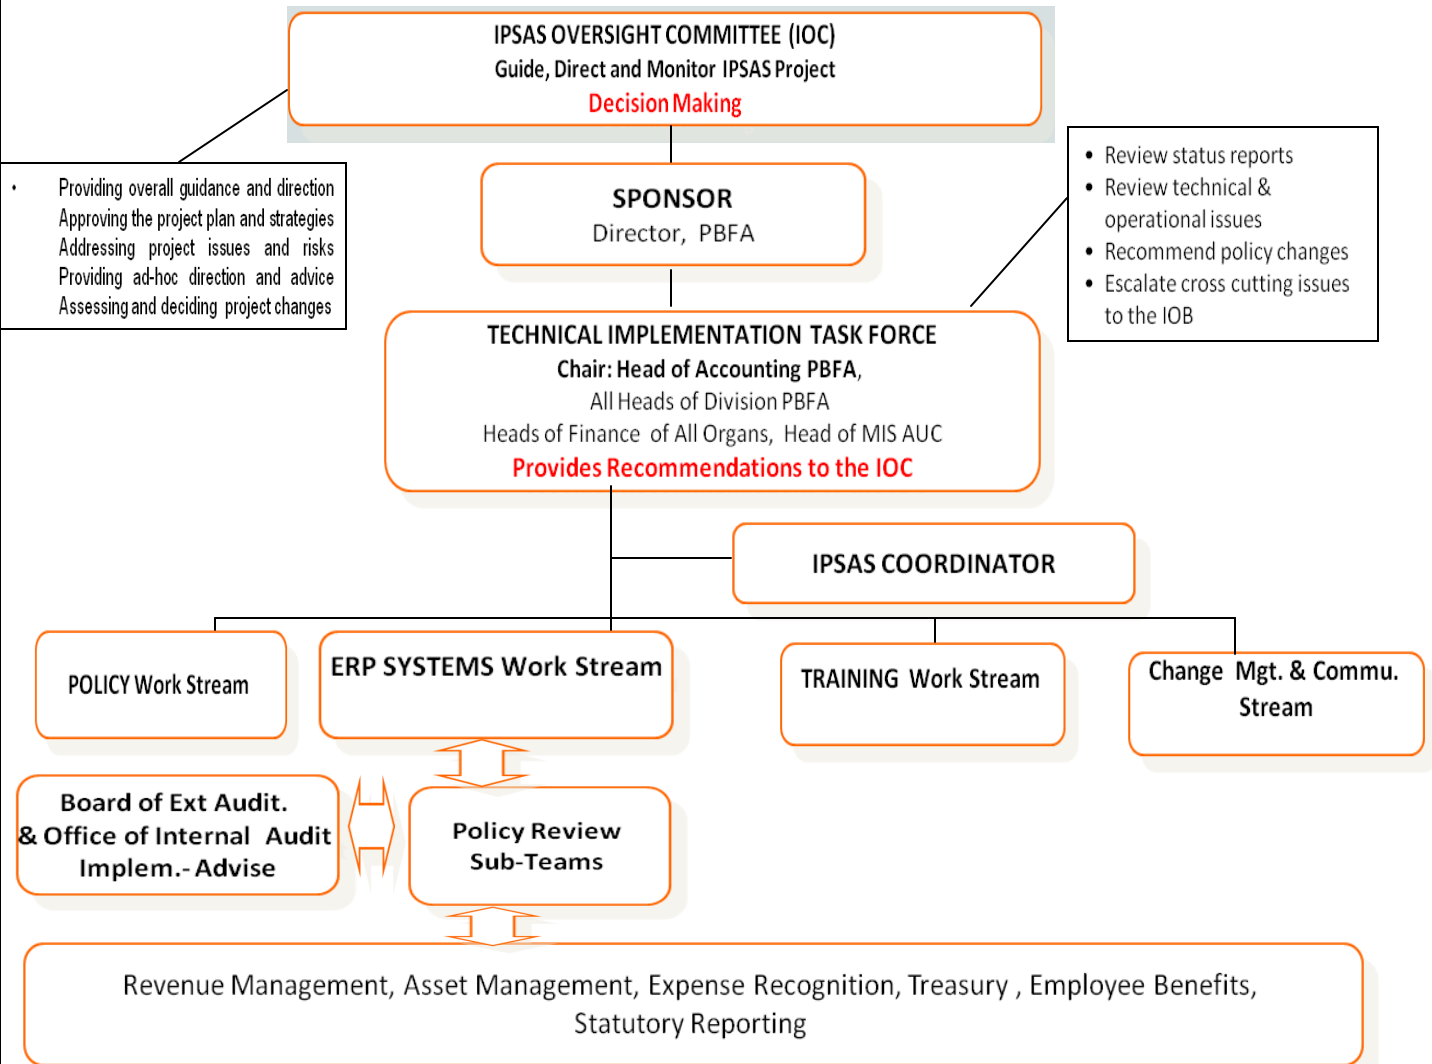 IPSAS OVERSIGHT COMMITTEE (IOC)
Guide, Direct and Monitor IPSAS Project
Decision Making
• Providing overall guidance and direction
Approving the project plan and strategies
Addressing project issues and risks
Providing ad-hoc direction and advice
Assessing and deciding project changes
SPONSOR
Director, PBFA
• Review status reports
• Review technical &
operational issues
• Recommend policy changes
• Escalate cross cutting issues
to the IOB
TECHNICAL IMPLEMENTATION TASK FORCE
Chair: Head of Accounting PBFA,
All Heads of Division PBFA
Heads of Finance of All Organs, Head of MIS AUC
Provides Recommendations to the IOC
IPSAS COORDINATOR
POLICY Work Stream
ERP SYSTEMS Work Stream
TRAINING Work Stream
Change Mgt. & Commu.
Stream
Board of Ext Audit.
& Office of Internal Audit
Implem.- Advise
Policy Review
Sub-Teams
Revenue Management, Asset Management, Expense Recognition, Treasury , Employee Benefits,
Statutory Reporting